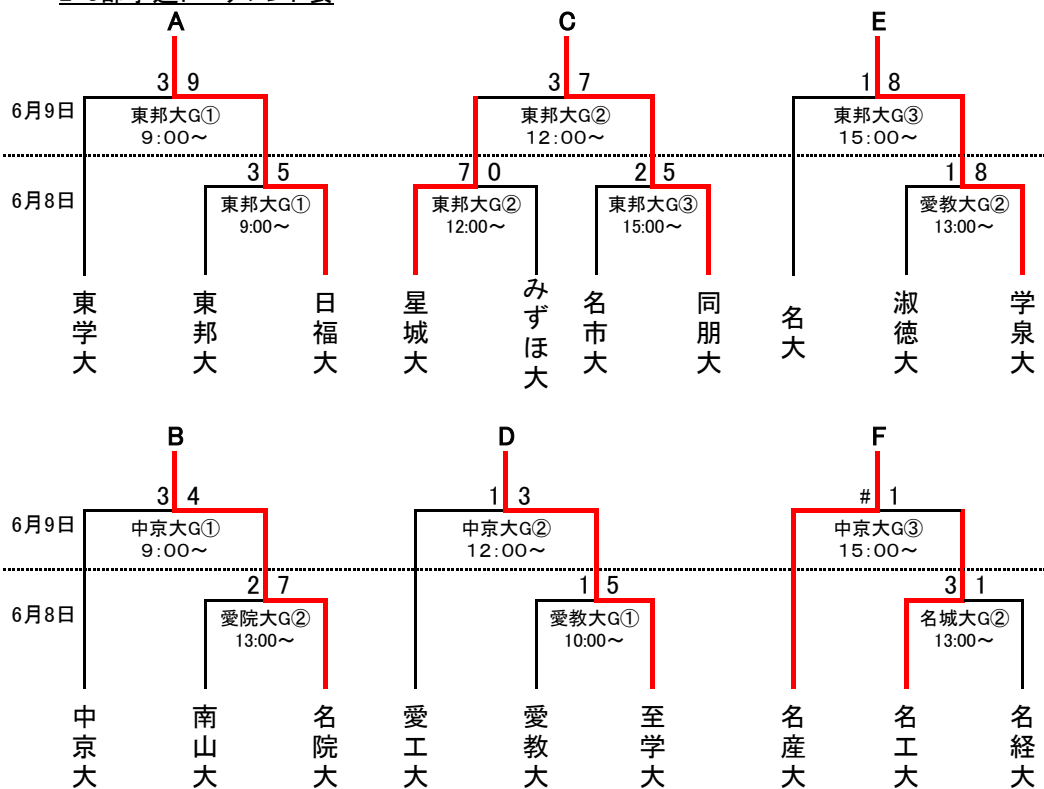 A
C
E
3 9
3 7
1 8
6月9日
東邦大G①
9:00～
東邦大G②
12:00～
東邦大G③
15:00～
3 5
7 0
2 5
1 8
6月8日
東邦大G①
9:00～
東邦大G②
12:00～
東邦大G③
15:00～
愛教大G②
13:00～
東学大
東邦大
日福大
星城大
みずほ大
名市大
同朋大
名大
淑徳大
学泉大
B
D
F
3 4
1 3
# 1
6月9日
中京大G①
9:00～
中京大G②
12:00～
中京大G③
15:00～
2 7
1 5
3 1
6月8日
愛院大G②
13:00～
愛教大G①
10:00～
名城大G②
13:00～
中京大
南山大
名院大
愛工大
愛教大
至学大
名産大
名工大
名経大